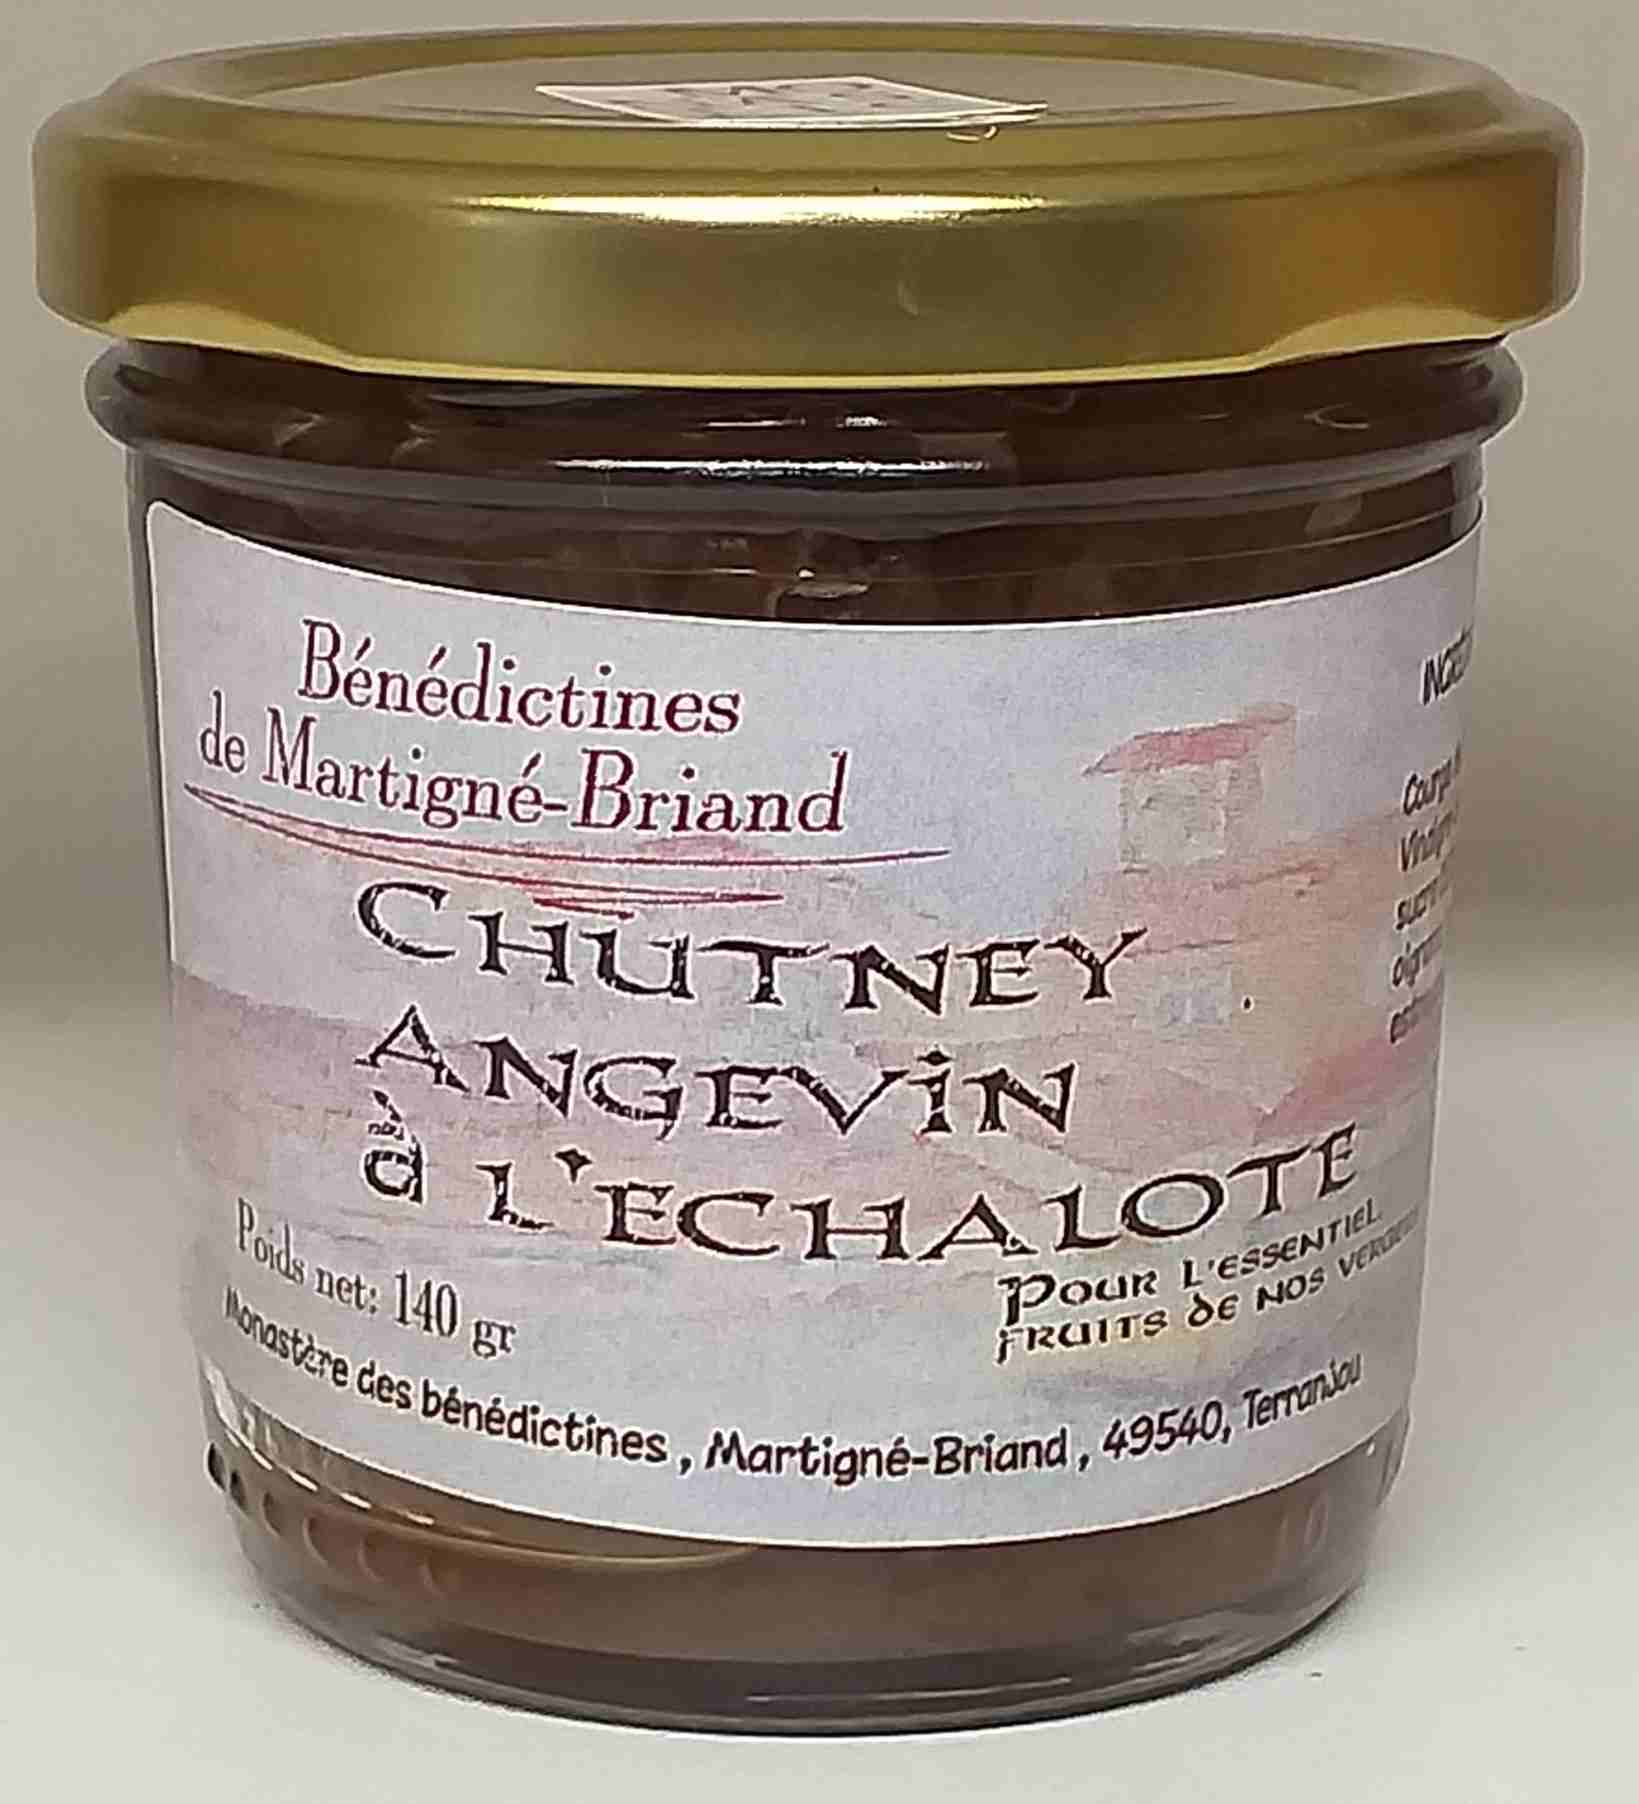 Bénédictines
de Martigné-Briand
CHUTNEY
ANGEVIN
à L'ECHALOTE
Poids net: 140 gr
POUR L'ESSENTIEL
FRUITS DE NOS
Monastère des bénédictines, Martigné-Briand, 49540, Terranjou